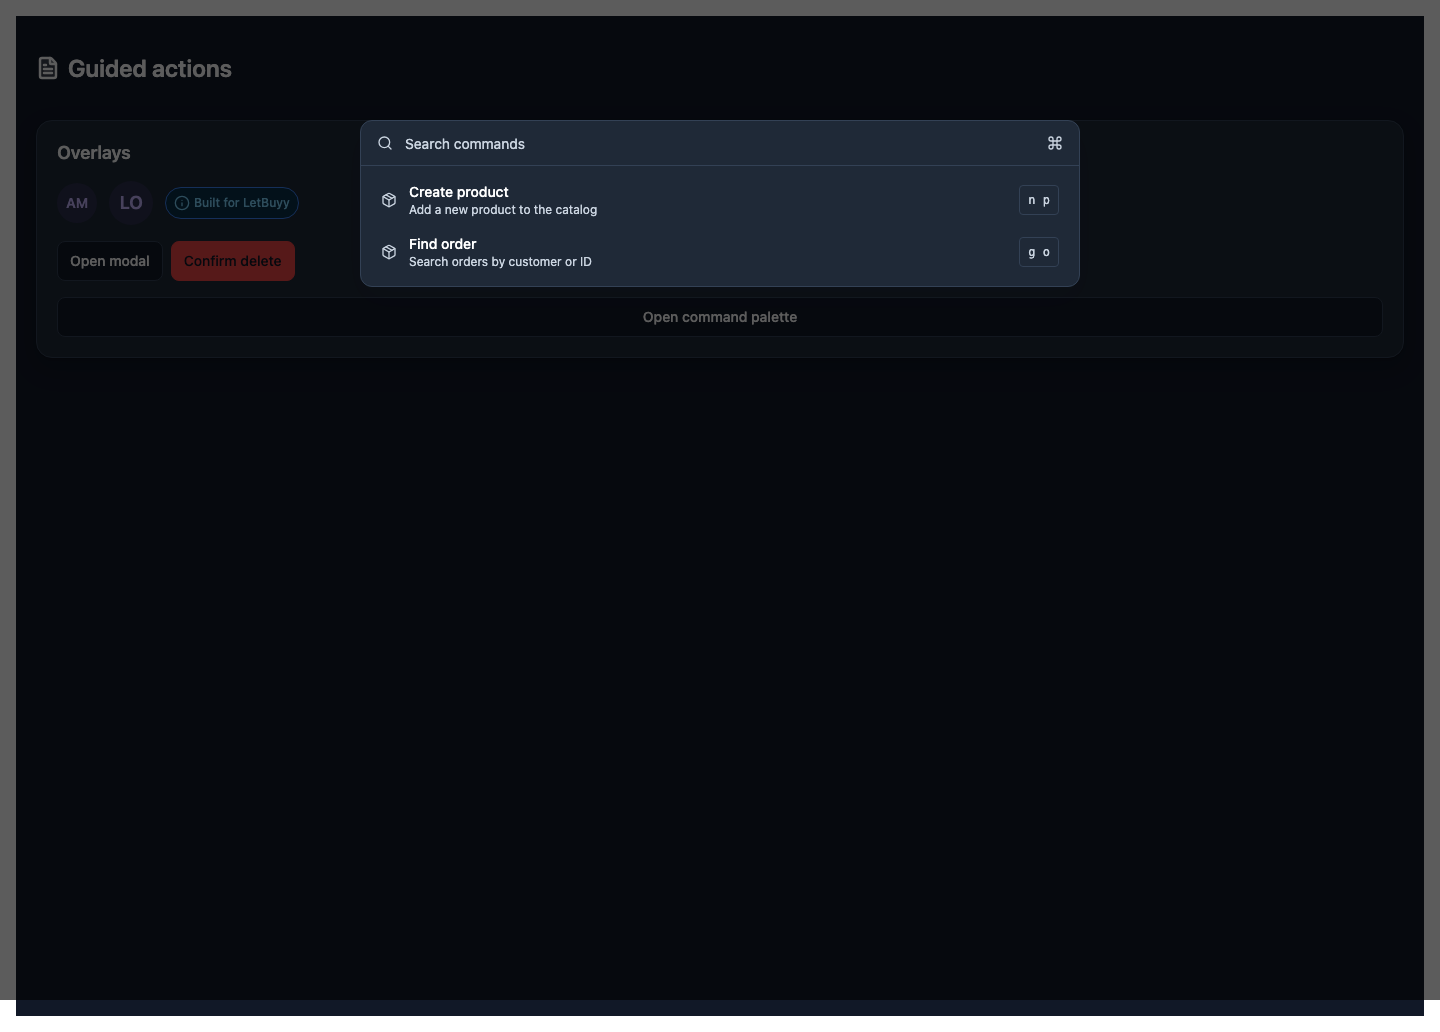 Guided actions
Overlays
AM
LO
Built for LetBuyy
Open modal
Confirm delete
Open command palette
Search commands
⌘
Create product
Add a new product to the catalog
n p
Find order
Search orders by customer or ID
g o